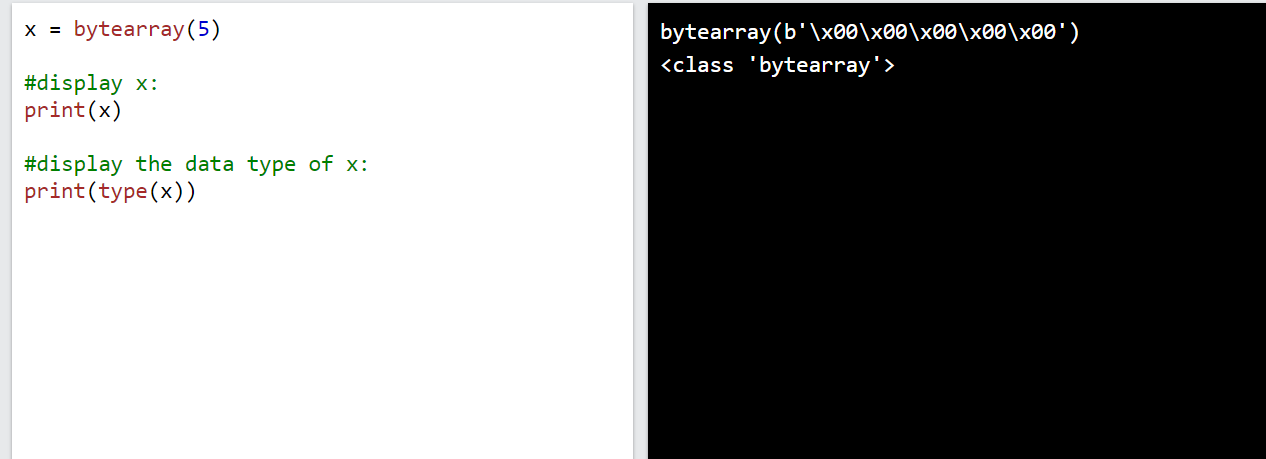 x = bytearray(5)
#display x:
print(x)
#display the data type of x:
print(type(x))
bytearray(b'\x00\x00\x00\x00\x00')
<class 'bytearray'>